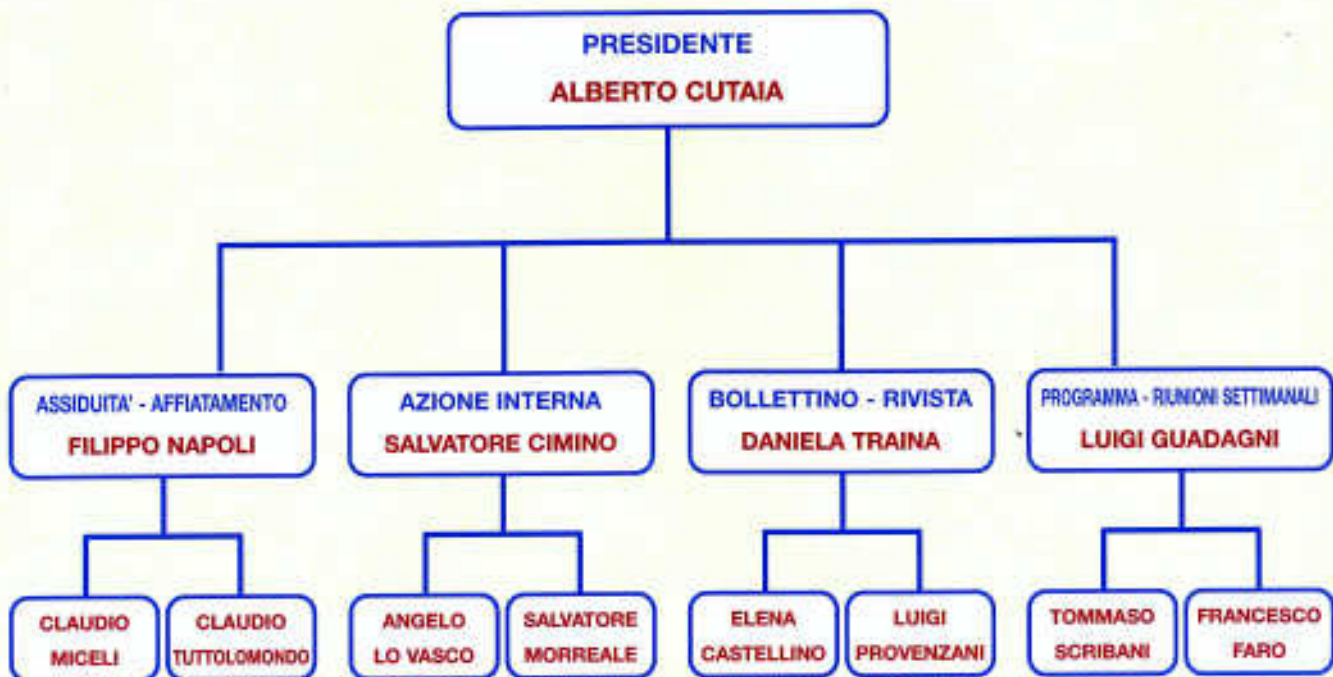 PRESIDENTE
ALBERTO CUTAIA
ASSIDUITA' - AFFIATAMENTO
FILIPPO NAPOLI
AZIONE INTERNA
SALVATORE CIMINO
BOLLETTINO - RIVISTA
DANIELA TRAINA
PROGRAMMA - RIUNIONI SETTIMANALI
LUIGI GUADAGNI
CLAUDIO
MICELI
CLAUDIO
TUTTOLOMONDO
ANGELO
LO VASCO
SALVATORE
MORREALE
ELENA
CASTELLINO
LUIGI
PROVENZANI
TOMMASO
SCRIBANI
FRANCESCO
FARO